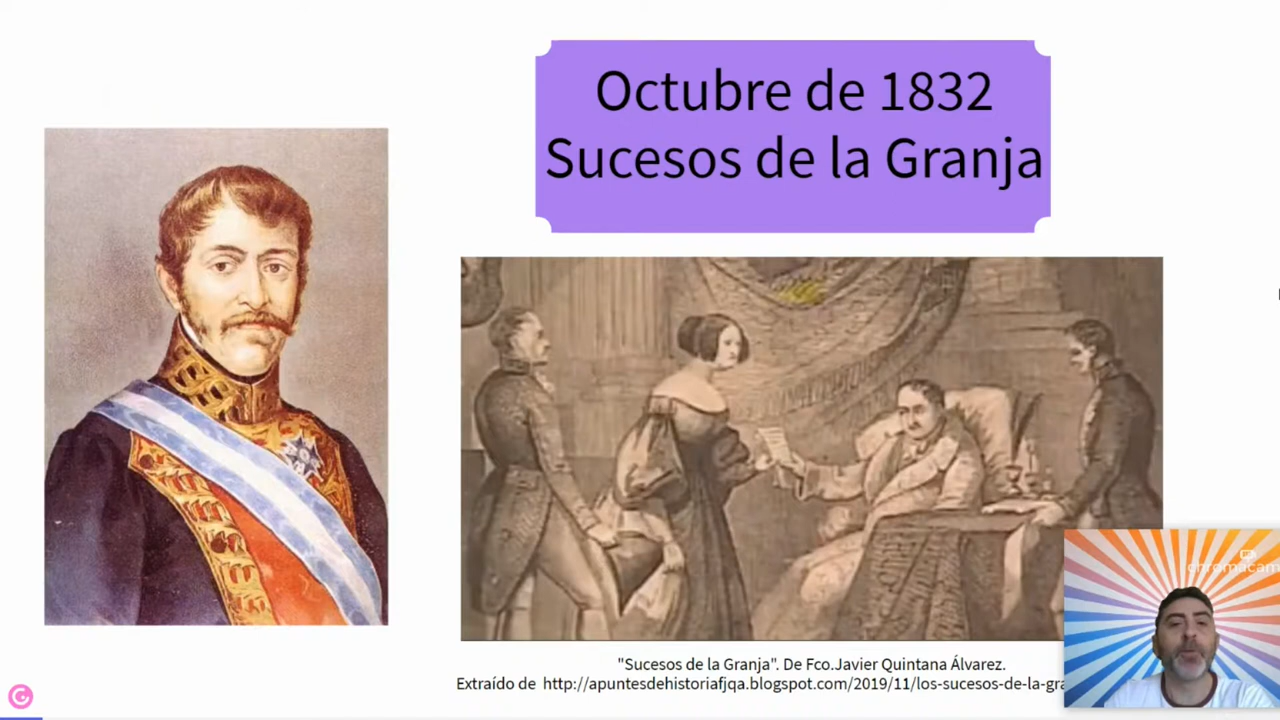 Octubre de 1832
Sucesos de la Granja
chromacam
"Sucesos de la Granja". De Fco.Javier Quintana Álvarez.
Extraído de http://apuntesdehistoriafjqa.blogspot.com/2019/11/los-sucesos-de-la-gra